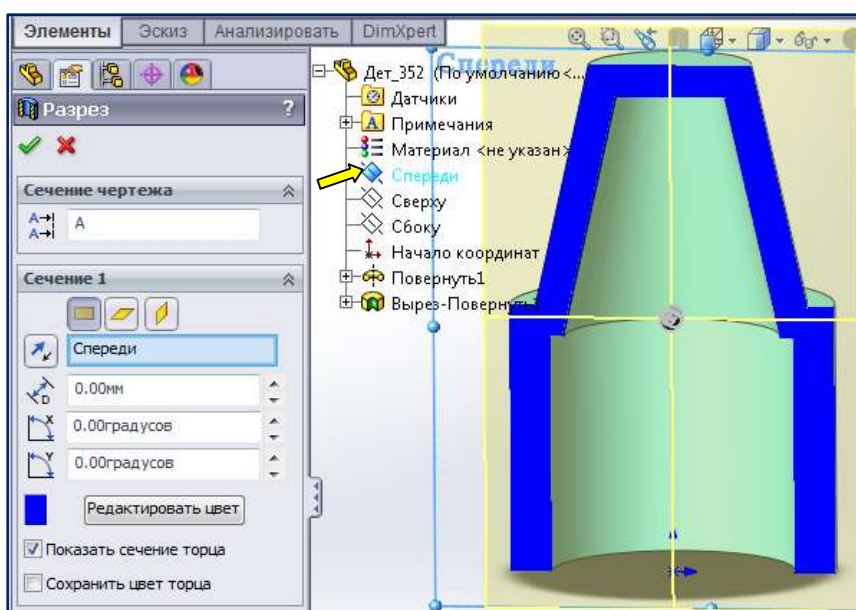 Элементы Эскиз Анализировать DimXpert
Разрез ?
Сечение чертежа
A
Сечение 1
Спереди
0.00мм
0.00градусов
0.00градусов
Редактировать цвет
Показать сечение торца
Сохранить цвет торца
Спереди
Дет_352 (По умолчанию<...
Датчики
Примечания
Материал <не указан>
Спереди
Сверху
Сбоку
Начало координат
Повернуть1
Вырез-Повернуть1